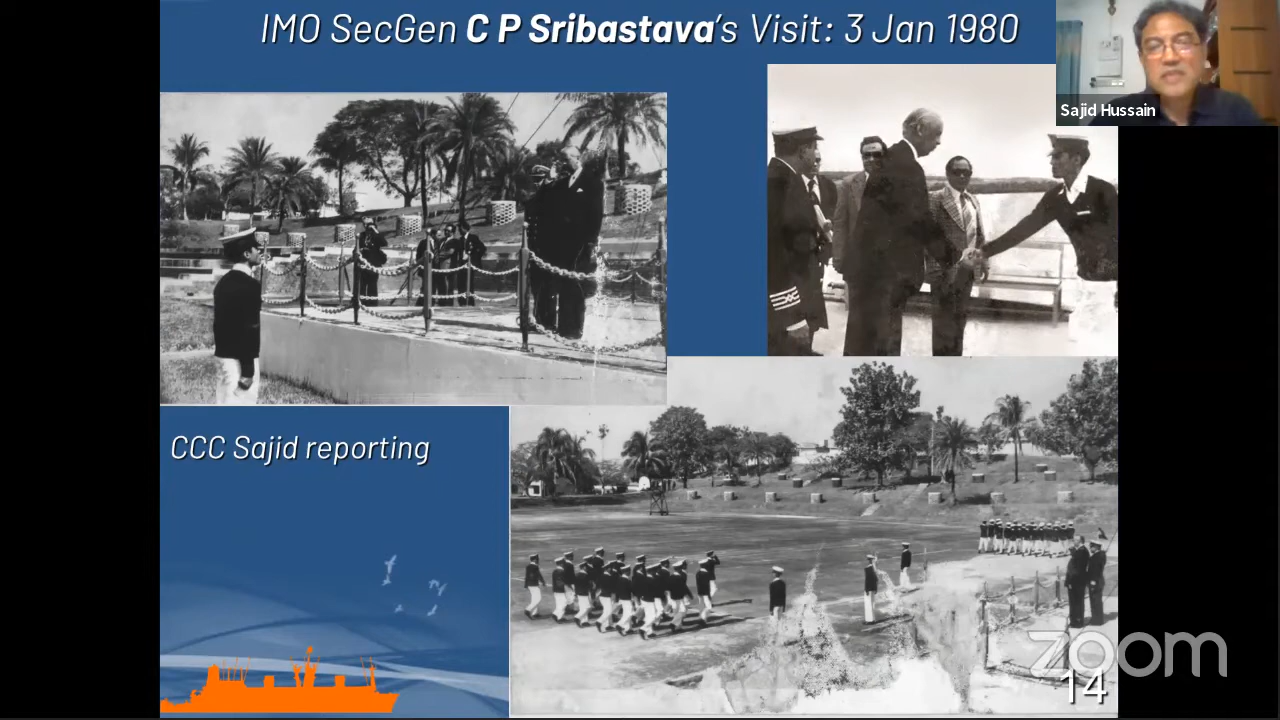 IMO SecGen C P Sribastava's Visit: 3 Jan 1980
Sajid Hussain
CCC Sajid reporting
zoom
14